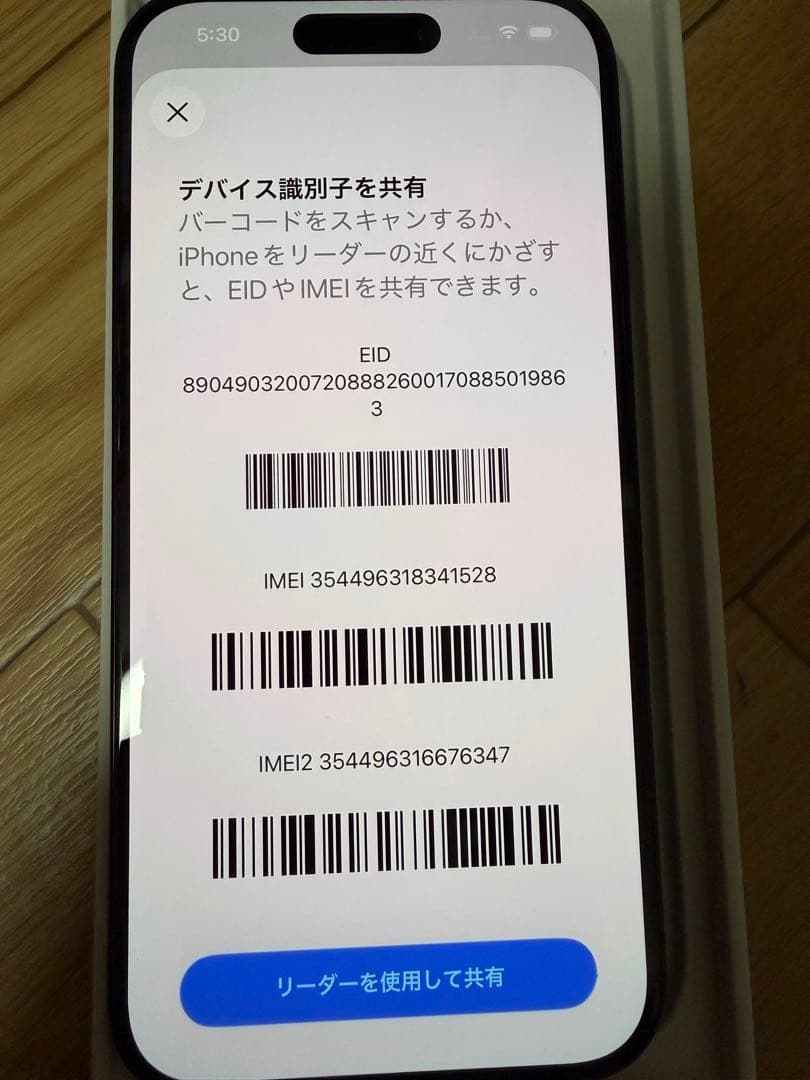 5:30
デバイス識別子を共有
バーコードをスキャンするか、
iPhoneをリーダーの近くにかざす
と、EIDやIMEIを共有できます。
EID
8904903200720888260017088501986
3
IMEI 354496318341528
IMEI2 354496316676347
リーダーを使用して共有